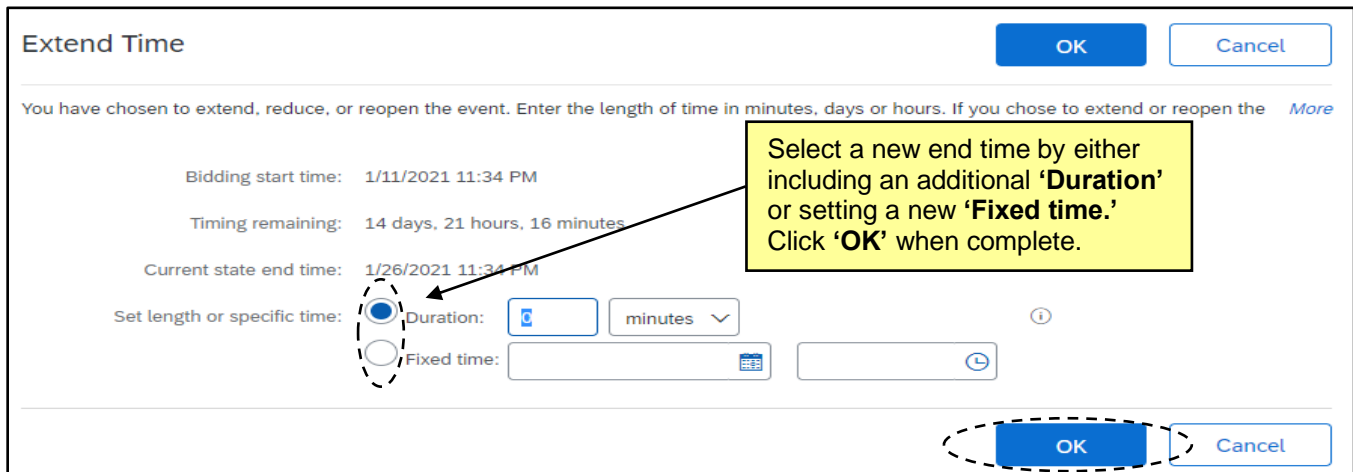 Extend Time OK Cancel
You have chosen to extend, reduce, or reopen the event. Enter the length of time in minutes, days or hours. If you chose to extend or reopen the More
Select a new end time by either
including an additional ‘Duration’
or setting a new ‘Fixed time.’
Click ‘OK’ when complete.
Bidding start time: 1/11/2021 11:34 PM
Timing remaining: 14 days, 21 hours, 16 minutes
Current state end time: 1/26/2021 11:34 PM
Set length or specific time: Duration: 0 minutes
Fixed time:
OK Cancel